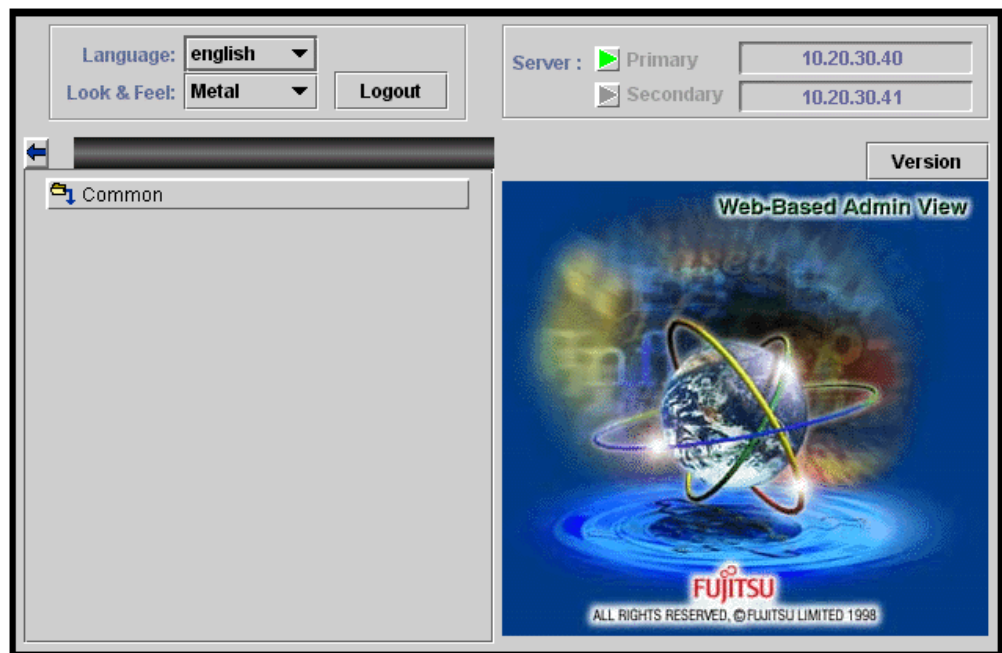 Language: english
Look & Feel: Metal Logout
Server : Primary 10.20.30.40
Secondary 10.20.30.41
Version
Common
Web-Based Admin View
FUJITSU
ALL RIGHTS RESERVED, © FUJITSU LIMITED 1998